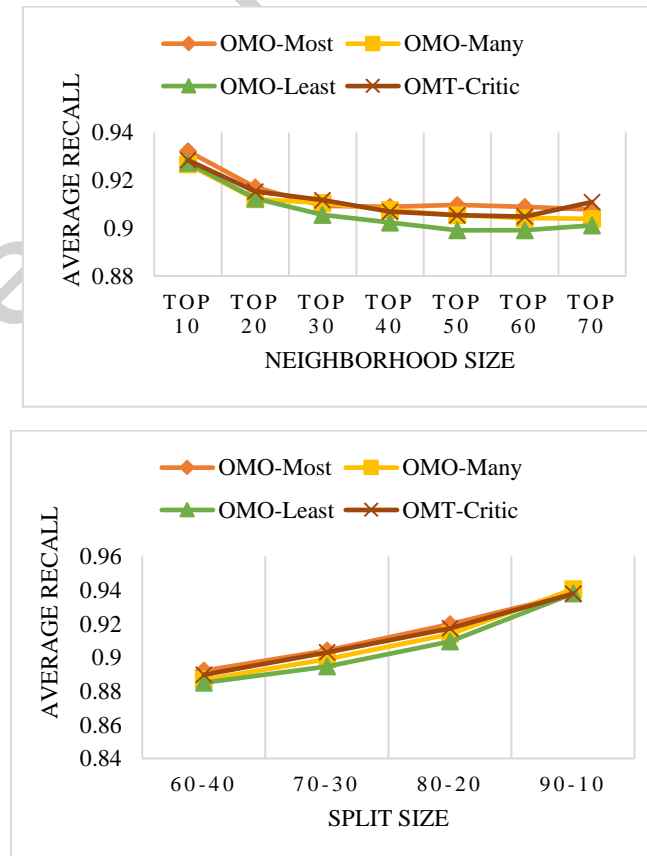 OMO-Most OMO-Many
OMO-Least OMT-Critic
AVERAGE RECALL
0.94
0.92
0.9
0.88
TOP 10 TOP 20 TOP 30 TOP 40 TOP 50 TOP 60 TOP 70
NEIGHBORHOOD SIZE
OMO-Most OMO-Many
OMO-Least OMT-Critic
AVERAGE RECALL
0.96
0.94
0.92
0.9
0.88
0.86
0.84
60-40 70-30 80-20 90-10
SPLIT SIZE